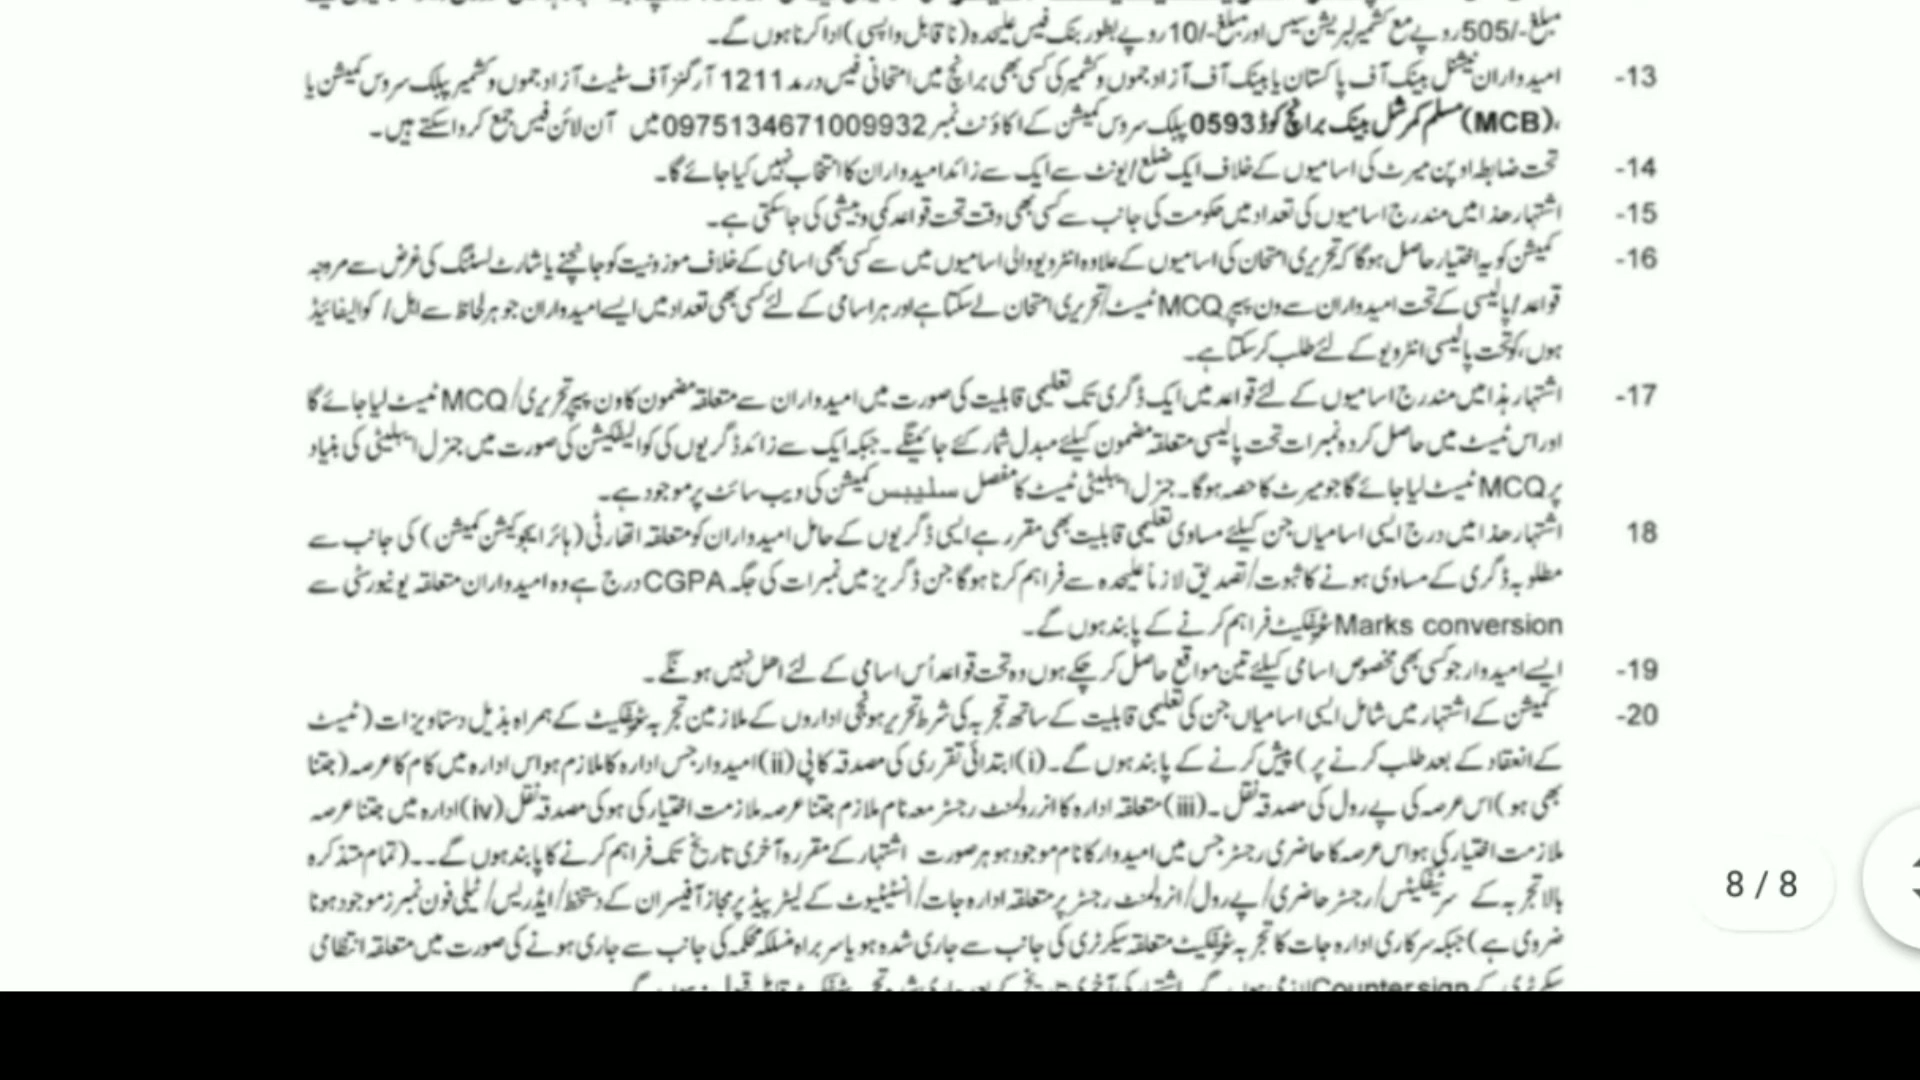 مبلغ-/505روپے مع کشمیر لبریشن سیس اور مبلغ-/10روپے بطور بنک فیس علیحدہ(ناقابل واپسی)ادا کرنا ہوں گے۔
13- امیدواران نیشنل بینک آف پاکستان یا بینک آف آزاد جموں و کشمیر کی کسی بھی برانچ میں امتحانی فیس در مد 1211 آرگنز آف سٹیٹ آزاد جموں و کشمیر پبلک سروس کمیشن یا
،(MCB)مسلم کمرشل بینک برانچ کوڈ0593 پبلک سروس کمیشن کے اکاؤنٹ نمبر 0975134671009932میں آن لائن فیس جمع کروا سکتے ہیں۔
14- تحت ضابطہ اوپن میرٹ کی اسامیوں کے خلاف ایک ضلع/یونٹ سے ایک سے زائد امیدواران کا انتخاب نہیں کیا جائے گا۔
15- اشتہار ھذا میں مندرج اسامیوں کی تعداد میں حکومت کی جانب سے کسی بھی وقت تحت قواعد کمی و بیشی کی جاسکتی ہے۔
16- کمیشن کو یہ اختیار حاصل ہوگا کہ تحریری امتحان کی اسامیوں کے علاوہ انٹرویو والی اسامیوں میں سے کسی بھی اسامی کے خلاف موزونیت کو جانچنے یا شارٹ لسٹنگ کی غرض سے مروجہ
قواعد/پالیسی کے تحت امیدواران سے ون پیپر MCQ ٹیسٹ/تحریری امتحان لے سکتا ہے اور ہر اسامی کے لئے کسی بھی تعداد میں ایسے امیدواران جو ہر لحاظ سے اہل/ کوالیفائیڈ
ہوں،کو تحت پالیسی انٹرویو کے لئے طلب کر سکتا ہے۔
17- اشتہار ہذا میں مندرج اسامیوں کے لئے قواعد میں ایک ڈگری تک تعلیمی قابلیت کی صورت میں امیدواران سے متعلقہ مضمون کا ون پیپر تحریری/MCQ ٹیسٹ لیا جائے گا
اور اس ٹیسٹ میں حاصل کردہ نمبرات تحت پالیسی متعلقہ مضمون کیلئے مبدل شمار کئے جائینگے۔ جبکہ ایک سے زائد ڈگریوں کی کوالیفکیشن کی صورت میں جنرل ایبلیٹی کی بنیاد
پر MCQ ٹیسٹ لیا جائے گا جو میرٹ کا حصہ ہوگا۔ جنرل ایبلیٹی ٹیسٹ کا مفصل سلیبس کمیشن کی ویب سائٹ پر موجود ہے۔
18 اشتہار ھذا میں درج ایسی اسامیاں جن کیلئے مساوی تعلیمی قابلیت بھی مقرر ہے ایسی ڈگریوں کے حامل امیدواران کو متعلقہ اتھارٹی(ہائر ایجوکیشن کمیشن) کی جانب سے
مطلوبہ ڈگری کے مساوی ہونے کا ثبوت/تصدیق لازماً علیحدہ سے فراہم کرنا ہوگا جن ڈگریز میں نمبرات کی جگہ CGPA درج ہے وہ امیدواران متعلقہ یونیورسٹی سے
Marks conversion سرٹیفکیٹ فراہم کرنے کے پابند ہوں گے۔
19- ایسے امیدوار جو کسی بھی مخصوص اسامی کیلئے تین مواقع حاصل کر چکے ہوں وہ تحت قواعد اُس اسامی کے لئے اھل نہیں ہونگے۔
20- کمیشن کے اشتہار میں شامل ایسی اسامیاں جن کی تعلیمی قابلیت کے ساتھ تجربہ کی شرط تحریر ہو نجی اداروں کے ملازمین تجربہ سرٹیفکیٹ کے ہمراہ بذیل دستاویزات (ٹیسٹ
کے انعقاد کے بعد طلب کرنے پر) پیش کرنے کے پابند ہوں گے۔(i)ابتدائی تقرری کی مصدقہ کاپی(ii)امیدوار جس ادارہ کا ملازم ہو اس ادارہ میں کام کا عرصہ(جتنا
بھی ہو) اس عرصہ کی پے رول کی مصدقہ نقل۔(iii)متعلقہ ادارہ کا انرولمنٹ رجسٹر معہ نام ملازم جتنا عرصہ ملازمت اختیار کی ہو کی مصدقہ نقل(iv)ادارہ میں جتنا عرصہ
ملازمت اختیار کی ہو اس عرصہ کا حاضری رجسٹر جس میں امیدوار کا نام موجود ہو ہر صورت اشتہار کے مقررہ آخری تاریخ تک فراہم کرنے کا پابند ہوں گے۔۔(تمام متذکرہ
بالا تجربہ کے سرٹیفکیٹس/رجسٹر حاضری/پے رول/انرولمنٹ رجسٹر پر متعلقہ ادارہ جات/انسٹیٹیوٹ کے لیٹر پیڈ پر مجاز آفیسران کے دستخط/ایڈریس/ٹیلی فون نمبرز موجود ہونا
ضروی ہے) جبکہ سرکاری ادارہ جات کا تجربہ سرٹیفکیٹ متعلقہ سیکرٹری کی جانب سے جاری شدہ ہو یا سربراہ منسلکہ محکمہ کی جانب سے جاری ہونے کی صورت میں متعلقہ انتظامی
سیکرٹری کے Countersign
8 / 8